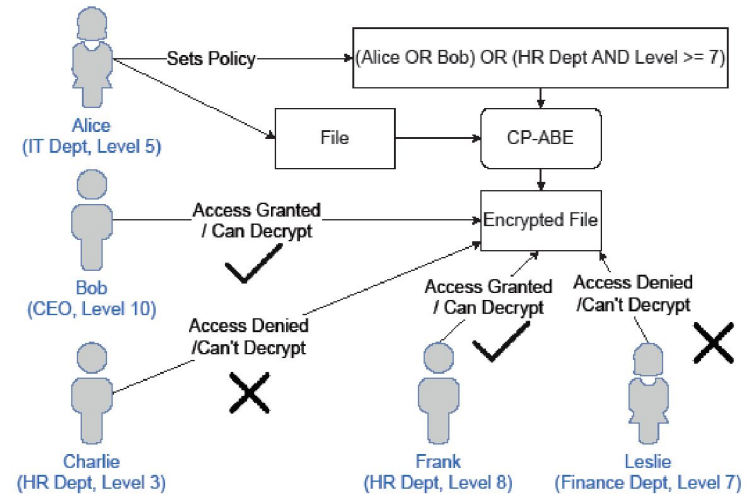 Sets Policy
(Alice OR Bob) OR (HR Dept AND Level >= 7)
Alice
(IT Dept, Level 5)
File
CP-ABE
Access Granted
/ Can Decrypt
Encrypted File
Bob
(CEO, Level 10)
Access Denied
/Can't Decrypt
Access Granted
/ Can Decrypt
Access Denied
/Can't Decrypt
Charlie
(HR Dept, Level 3)
Frank
(HR Dept, Level 8)
Leslie
(Finance Dept, Level 7)